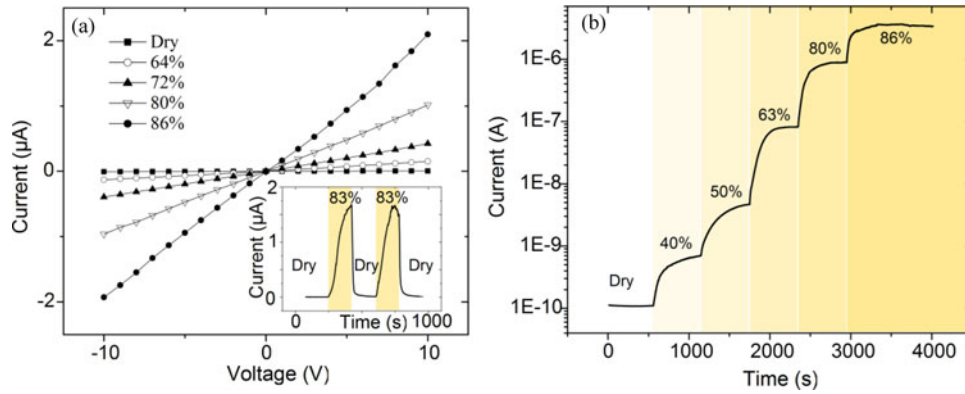 (a)
Dry
64%
72%
80%
86%
2
0
-2
Current (µA)
-10
0
10
Voltage (V)
83%
83%
Dry
Dry
Dry
2
1
0
Current (µA)
0
Time (s)
1000
(b)
1E-6
1E-7
1E-8
1E-9
1E-10
Current (A)
Dry
40%
50%
63%
80%
86%
0
1000
2000
3000
4000
Time (s)